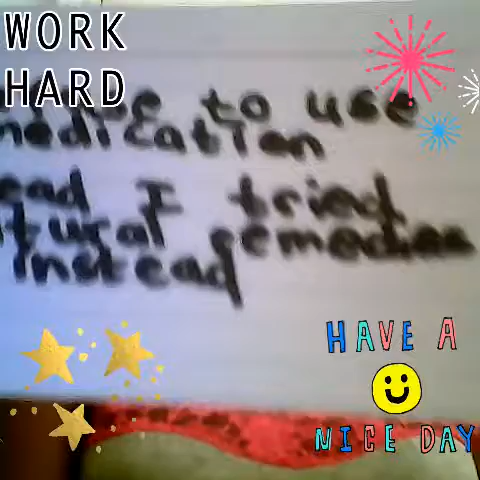 WORK
HARD
to use
medication
I tried
remedies
instead
HAVE A
NICE DAY